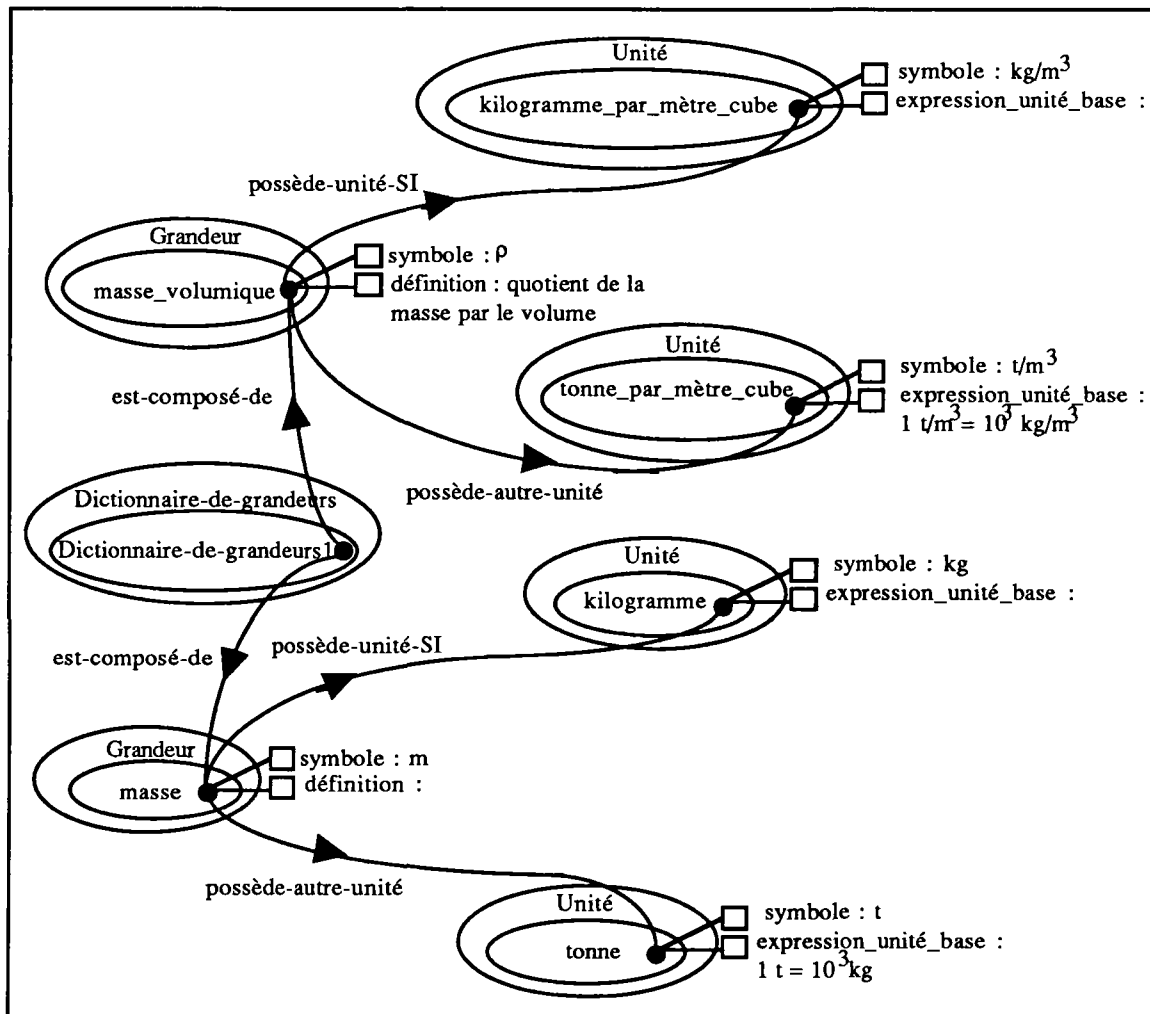 Unité
kilogramme_par_mètre_cube
symbole : kg/m³
expression_unité_base :
possède-unité-SI
Grandeur
masse_volumique
symbole : ρ
définition : quotient de la
masse par le volume
Unité
tonne_par_mètre_cube
symbole : t/m³
expression_unité_base :
1 t/m³ = 10³ kg/m³
est-composé-de
possède-autre-unité
Dictionnaire-de-grandeurs
Dictionnaire-de-grandeurs1
Unité
kilogramme
symbole : kg
expression_unité_base :
est-composé-de
possède-unité-SI
Grandeur
masse
symbole : m
définition :
possède-autre-unité
Unité
tonne
symbole : t
expression_unité_base :
1 t = 10³kg